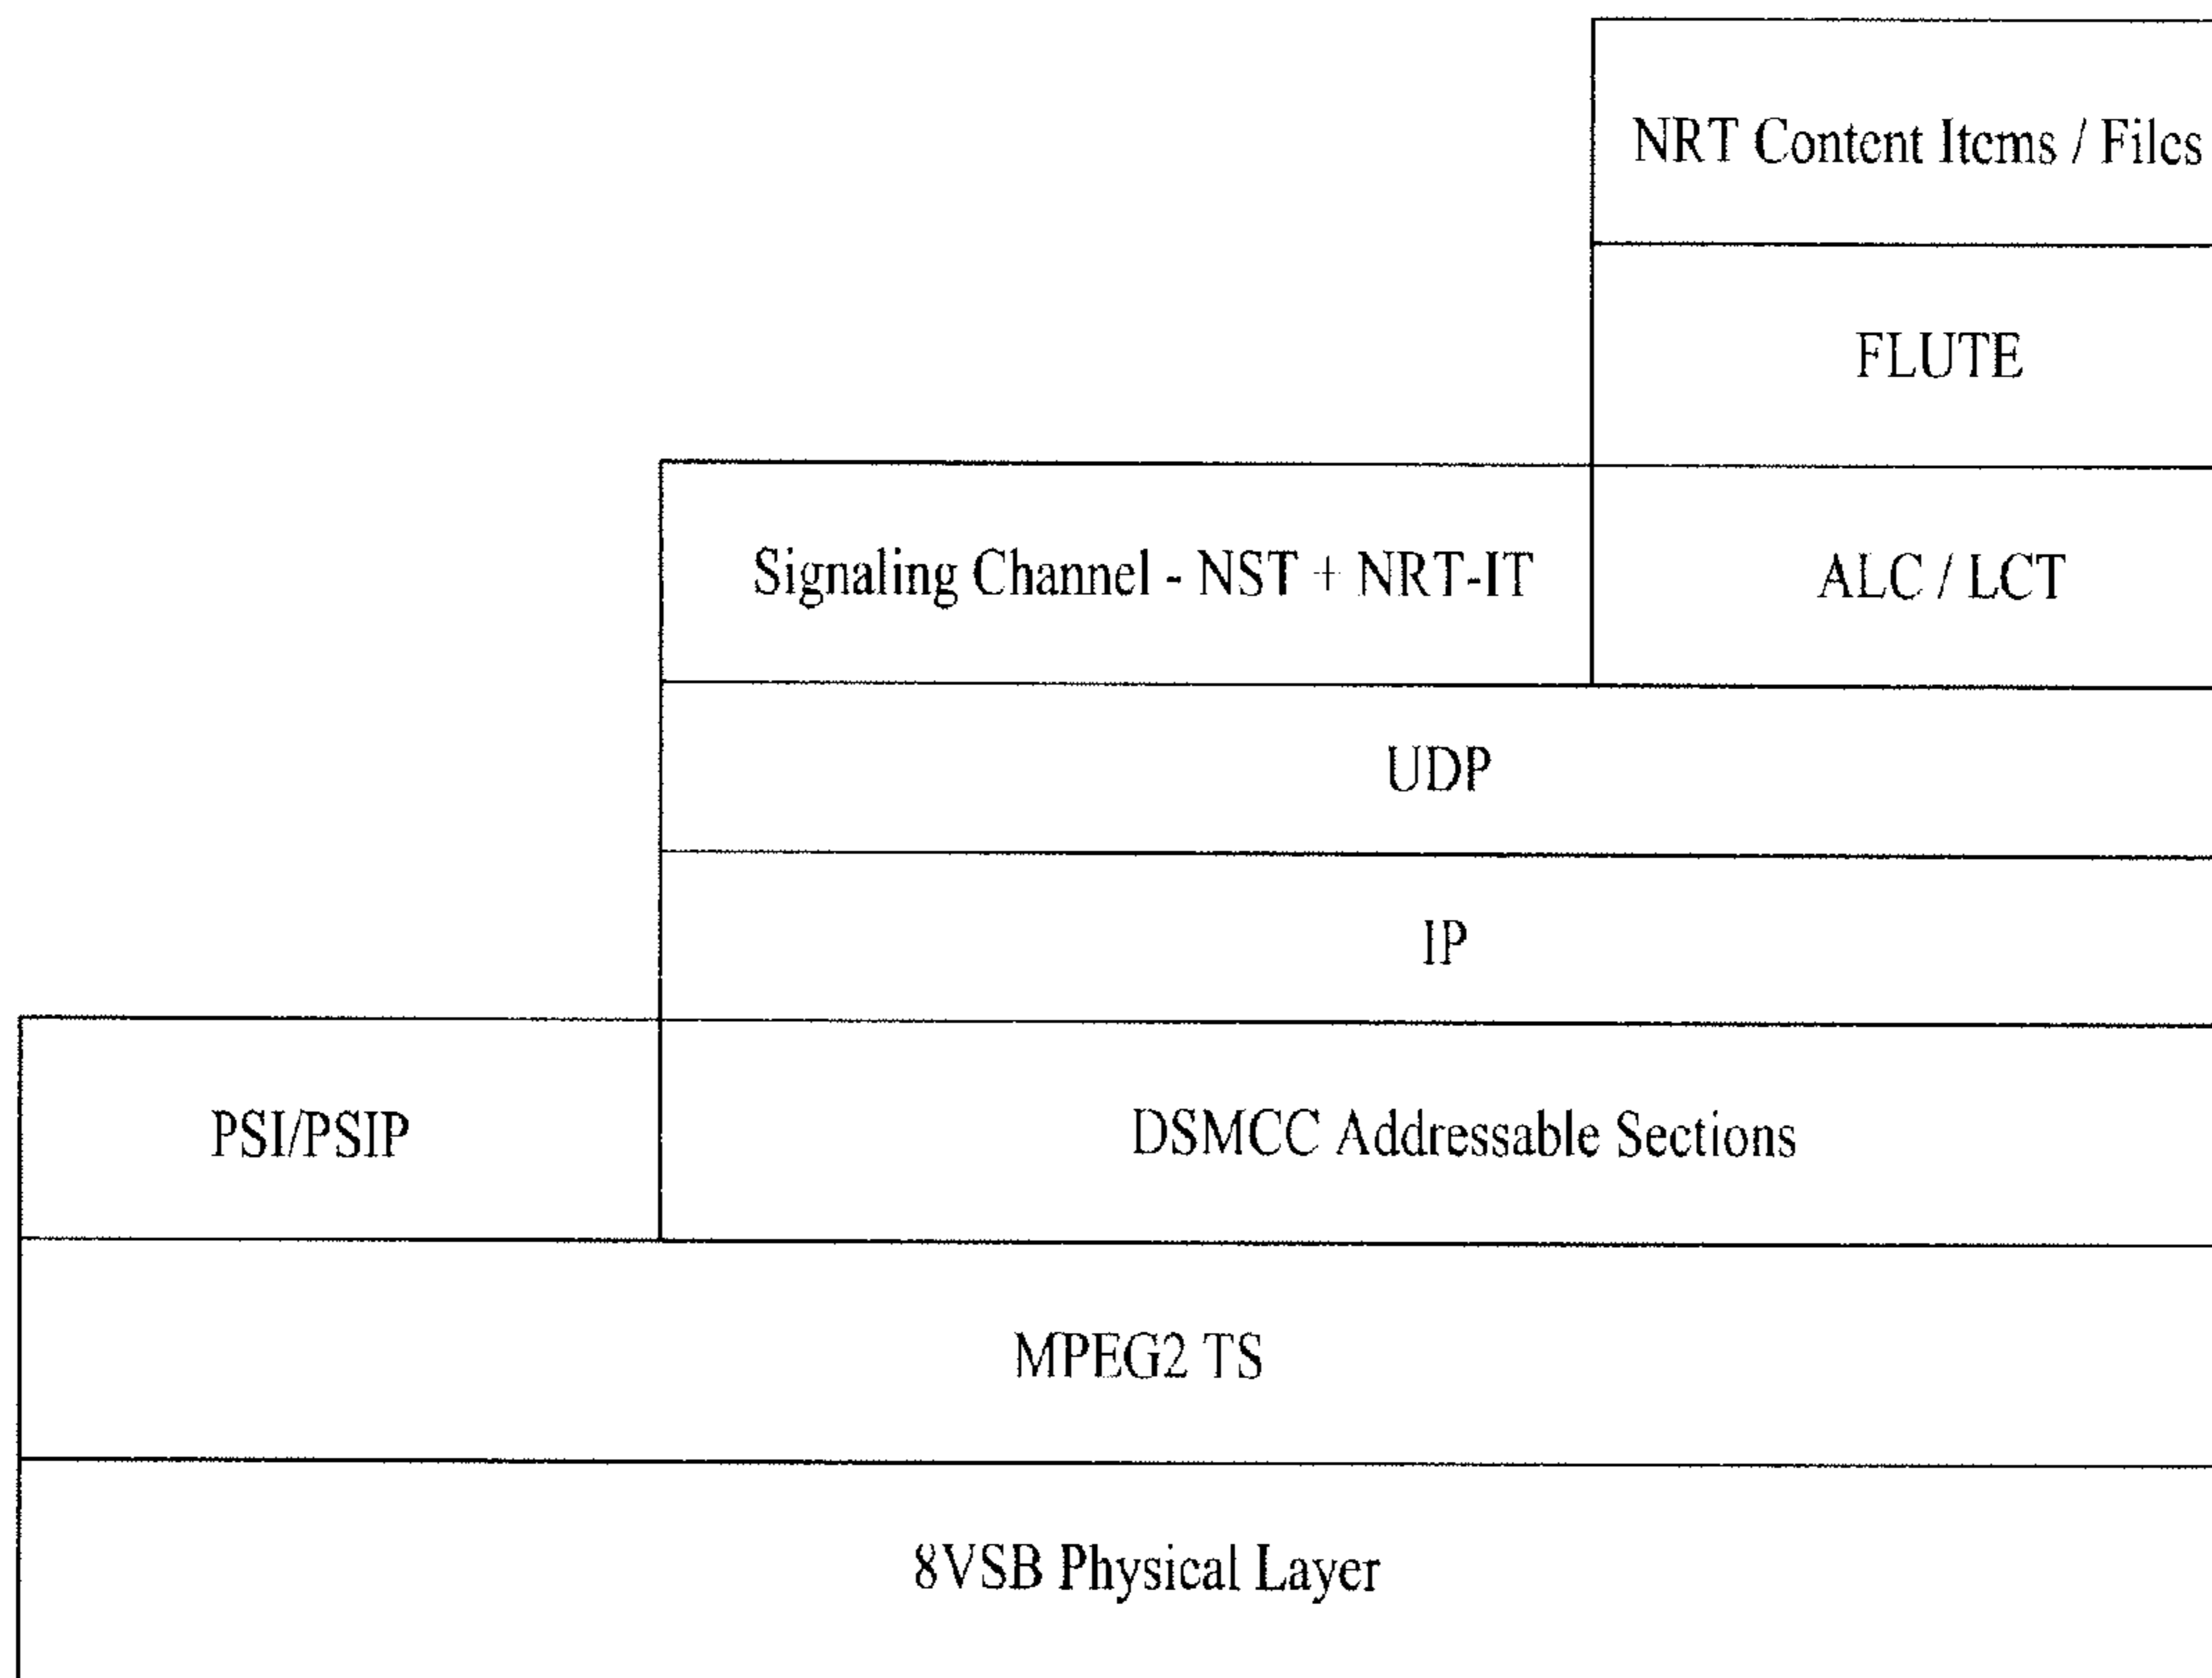 NRT Content Items / Files
FLUTE
Signaling Channel - NST + NRT-IT
ALC / LCT
UDP
IP
PSI/PSIP
DSMCC Addressable Sections
MPEG2 TS
8VSB Physical Layer